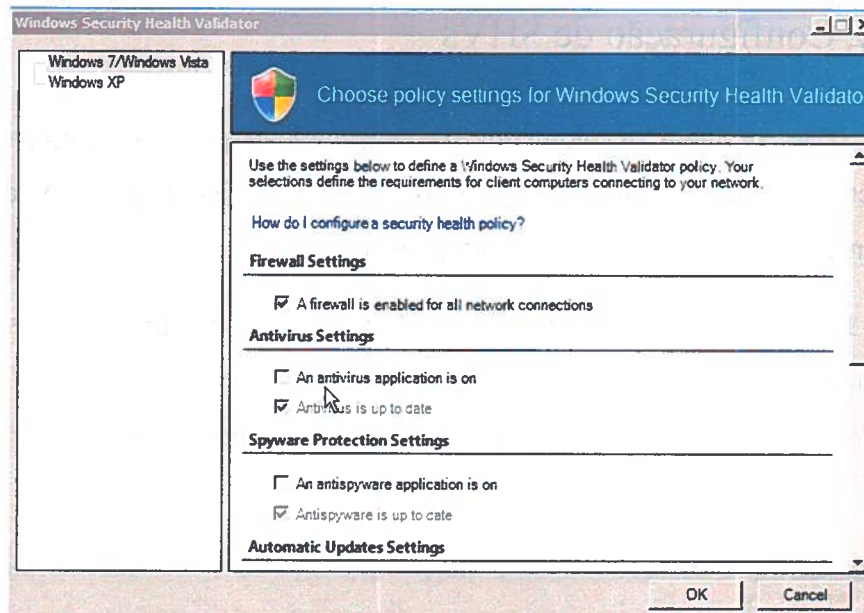 Windows Security Health Validator
Windows 7/Windows Vista
Windows XP
Choose policy settings for Windows Security Health Validato
Use the settings below to define a Windows Security Health Validator policy. Your
selections define the requirements for client computers connecting to your network.
How do I configure a security health policy?
Firewall Settings
A firewall is enabled for all network connections
Antivirus Settings
An antivirus application is on
Antivirus is up to date
Spyware Protection Settings
An antispyware application is on
Antispyware is up to date
Automatic Updates Settings
OK
Cancel